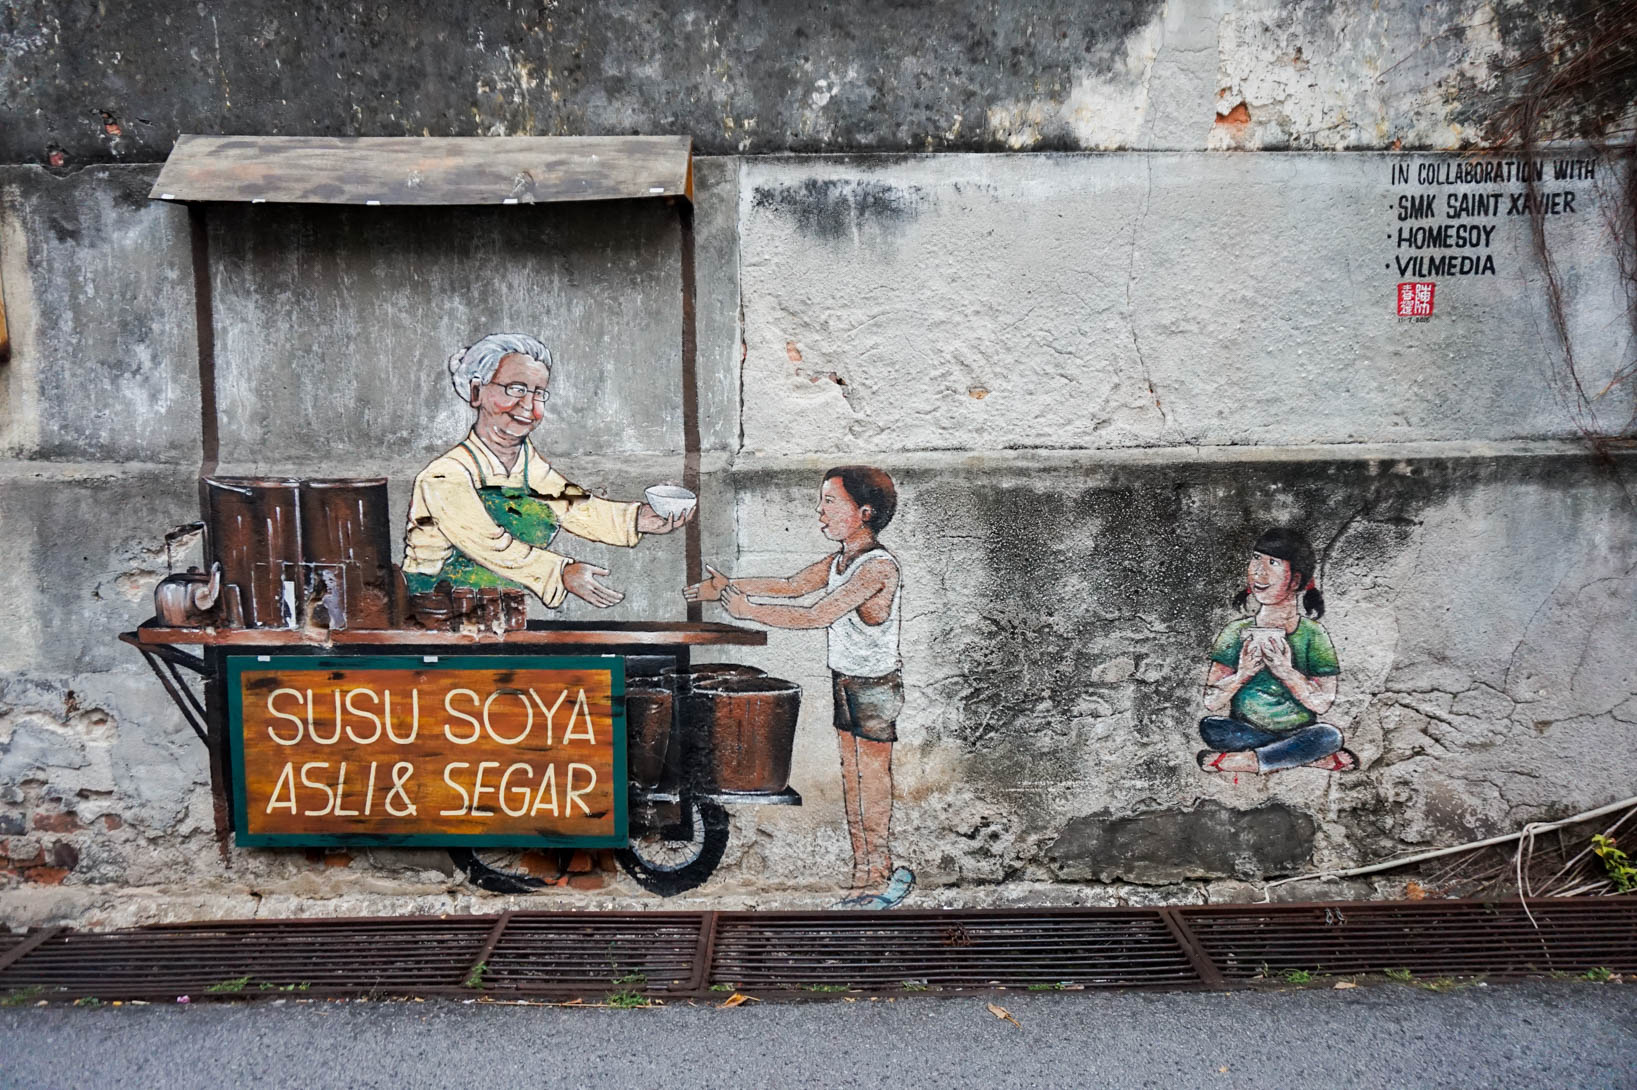 SUSU SOYA
ASLI & SEGAR
IN COLLABORATION WITH
· SMK SAINT XAVIER
· HOMESOY
· VILMEDIA